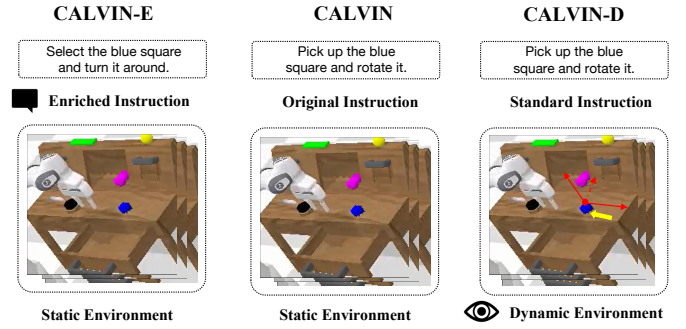 CALVIN-E
CALVIN
CALVIN-D
Select the blue square
and turn it around.
Pick up the blue
square and rotate it.
Pick up the blue
square and rotate it.
Enriched Instruction
Original Instruction
Standard Instruction
Static Environment
Static Environment
Dynamic Environment